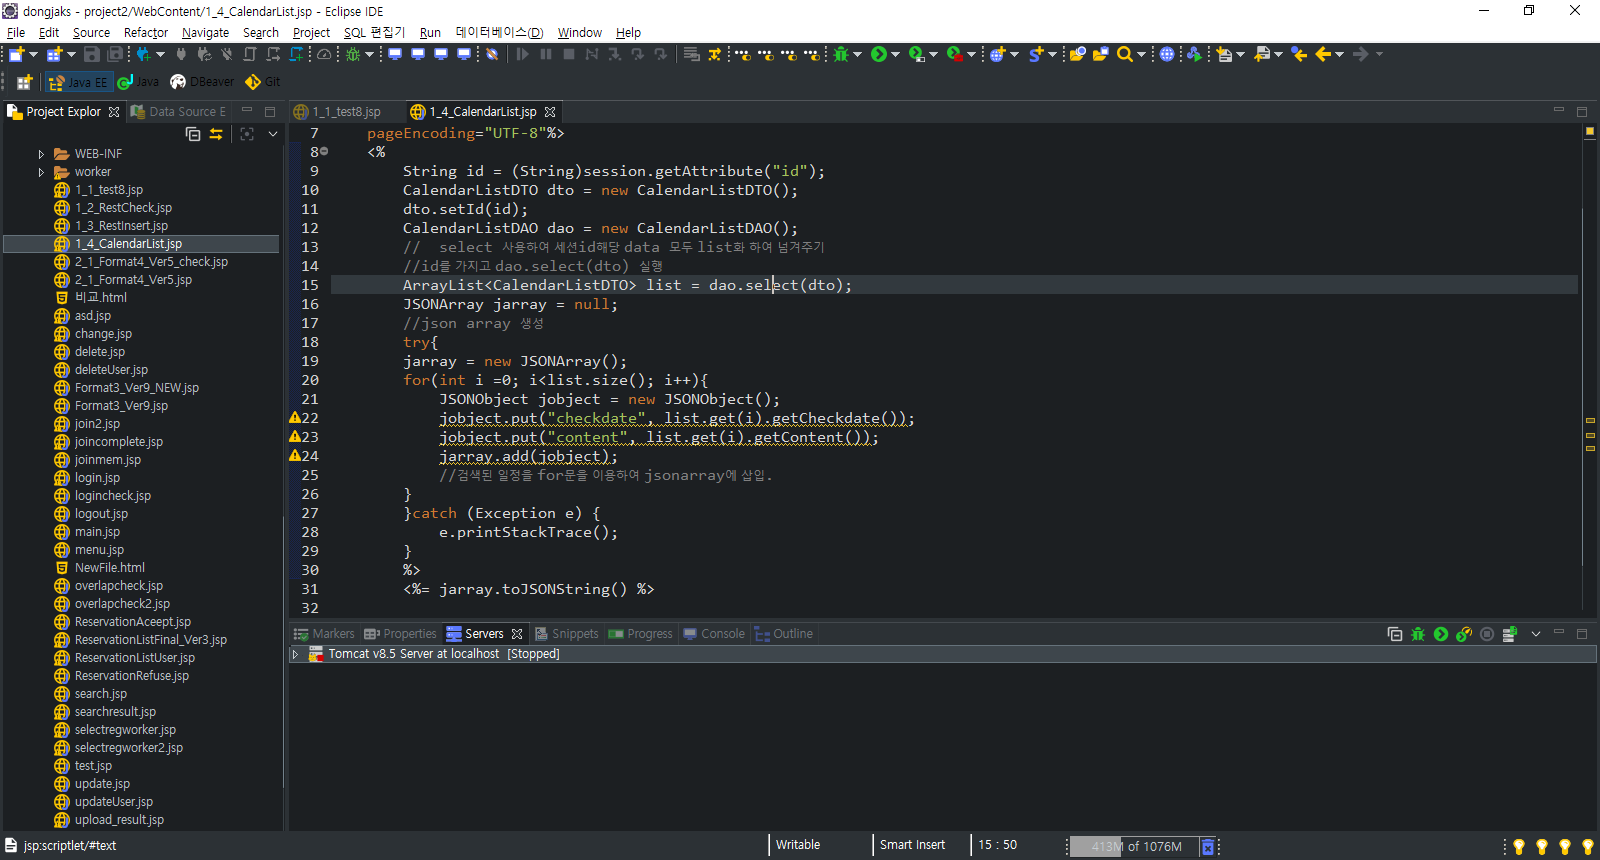 dongjaks - project2/WebContent/1_4_CalendarList.jsp - Eclipse IDE
File Edit Source Refactor Navigate Search Project SQL 편집기 Run 데이터베이스(D) Window Help
Java EE Java DBeaver Git
Project Explor Data Source E
WEB-INF
worker
1_1_test8.jsp
1_2_RestCheck.jsp
1_3_RestInsert.jsp
1_4_CalendarList.jsp
2_1_Format4_Ver5_check.jsp
2_1_Format4_Ver5.jsp
비교.html
asd.jsp
change.jsp
delete.jsp
deleteUser.jsp
Format3_Ver9_NEW.jsp
Format3_Ver9.jsp
join2.jsp
joincomplete.jsp
joinmem.jsp
login.jsp
logincheck.jsp
logout.jsp
main.jsp
menu.jsp
NewFile.html
overlapcheck.jsp
overlapcheck2.jsp
ReservationAceept.jsp
ReservationListFinal_Ver3.jsp
ReservationListUser.jsp
ReservationRefuse.jsp
search.jsp
searchresult.jsp
selectregworker.jsp
selectregworker2.jsp
test.jsp
update.jsp
updateUser.jsp
upload_result.jsp
1_1_test8.jsp 1_4_CalendarList.jsp
7 pageEncoding="UTF-8"%>
8 <%
9 String id = (String)session.getAttribute("id");
10 CalendarListDTO dto = new CalendarListDTO();
11 dto.setId(id);
12 CalendarListDAO dao = new CalendarListDAO();
13 // select 사용하여 세션id해당 data 모두 list화 하여 넘겨주기
14 //id를 가지고 dao.select(dto) 실행
15 ArrayList<CalendarListDTO> list = dao.select(dto);
16 JSONArray jarray = null;
17 //json array 생성
18 try{
19 jarray = new JSONArray();
20 for(int i =0; i<list.size(); i++){
21 JSONObject jobject = new JSONObject();
22 jobject.put("checkdate", list.get(i).getCheckdate());
23 jobject.put("content", list.get(i).getContent());
24 jarray.add(jobject);
25 //검색된 일정을 for문을 이용하여 jsonarray에 삽입.
26 }
27 }catch (Exception e) {
28 e.printStackTrace();
29 }
30 %>
31 <%= jarray.toJSONString() %>
32
Markers Properties Servers Snippets Progress Console Outline
Tomcat v8.5 Server at localhost [Stopped]
jsp:scriptlet/#text Writable Smart Insert 15 : 50 413M of 1076M